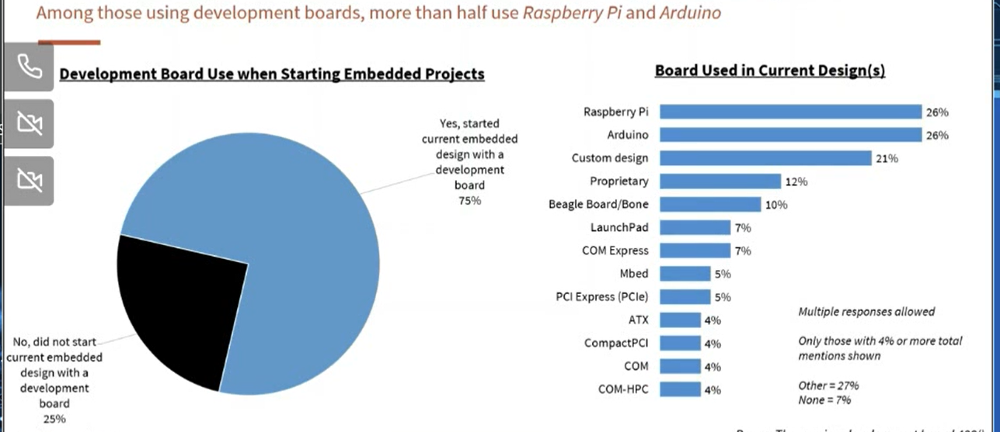 Among those using development boards, more than half use Raspberry Pi and Arduino
Development Board Use when Starting Embedded Projects
Yes, started
current embedded
design with a
development
board
75%
No, did not start
current embedded
design with a
development
board
25%
Board Used in Current Design(s)
Raspberry Pi 26%
Arduino 26%
Custom design 21%
Proprietary 12%
Beagle Board/Bone 10%
LaunchPad 7%
COM Express 7%
Mbed 5%
PCI Express (PCIe) 5%
ATX 4%
CompactPCI 4%
COM 4%
COM-HPC 4%
Multiple responses allowed
Only those with 4% or more total
mentions shown
Other = 27%
None = 7%